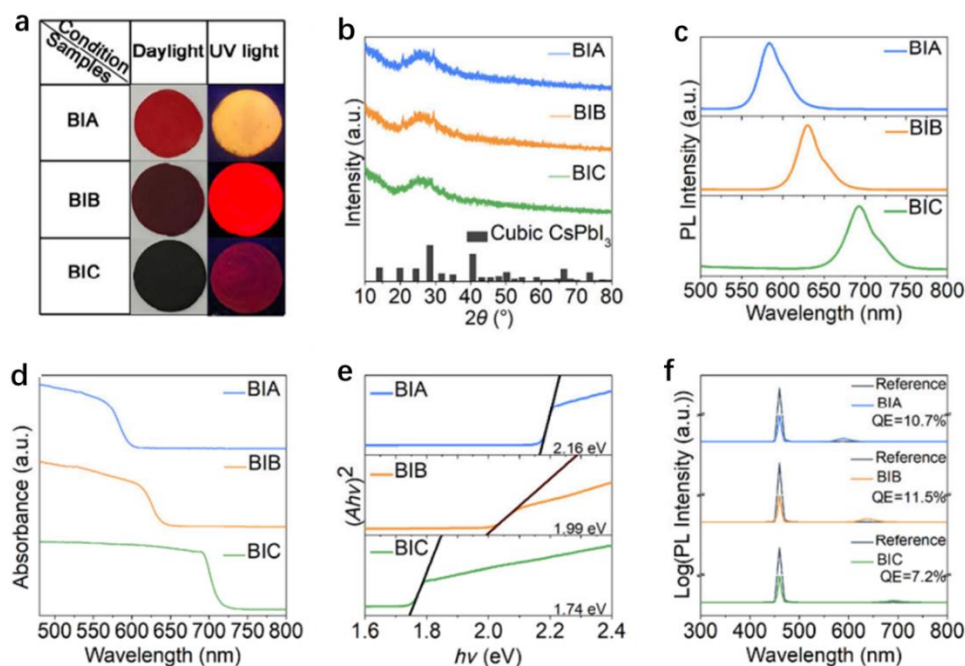 a
Condition
Samples
Daylight
UV light
BIA
BIB
BIC
b
Intensity (a.u.)
BIA
BIB
BIC
Cubic CsPbI3
10 20 30 40 50 60 70 80
2θ (°)
c
PL Intensity (a.u.)
BIA
BIB
BIC
500 550 600 650 700 750 800
Wavelength (nm)
d
Absorbance (a.u.)
BIA
BIB
BIC
500 550 600 650 700 750 800
Wavelength (nm)
e
(Ahv)2
BIA
2.16 eV
BIB
1.99 eV
BIC
1.74 eV
1.6 1.8 2.0 2.2 2.4
hv (eV)
f
Log(PL Intensity (a.u.))
Reference
BIA
QE=10.7%
Reference
BIB
QE=11.5%
Reference
BIC
QE=7.2%
300 400 500 600 700 800
Wavelength (nm)